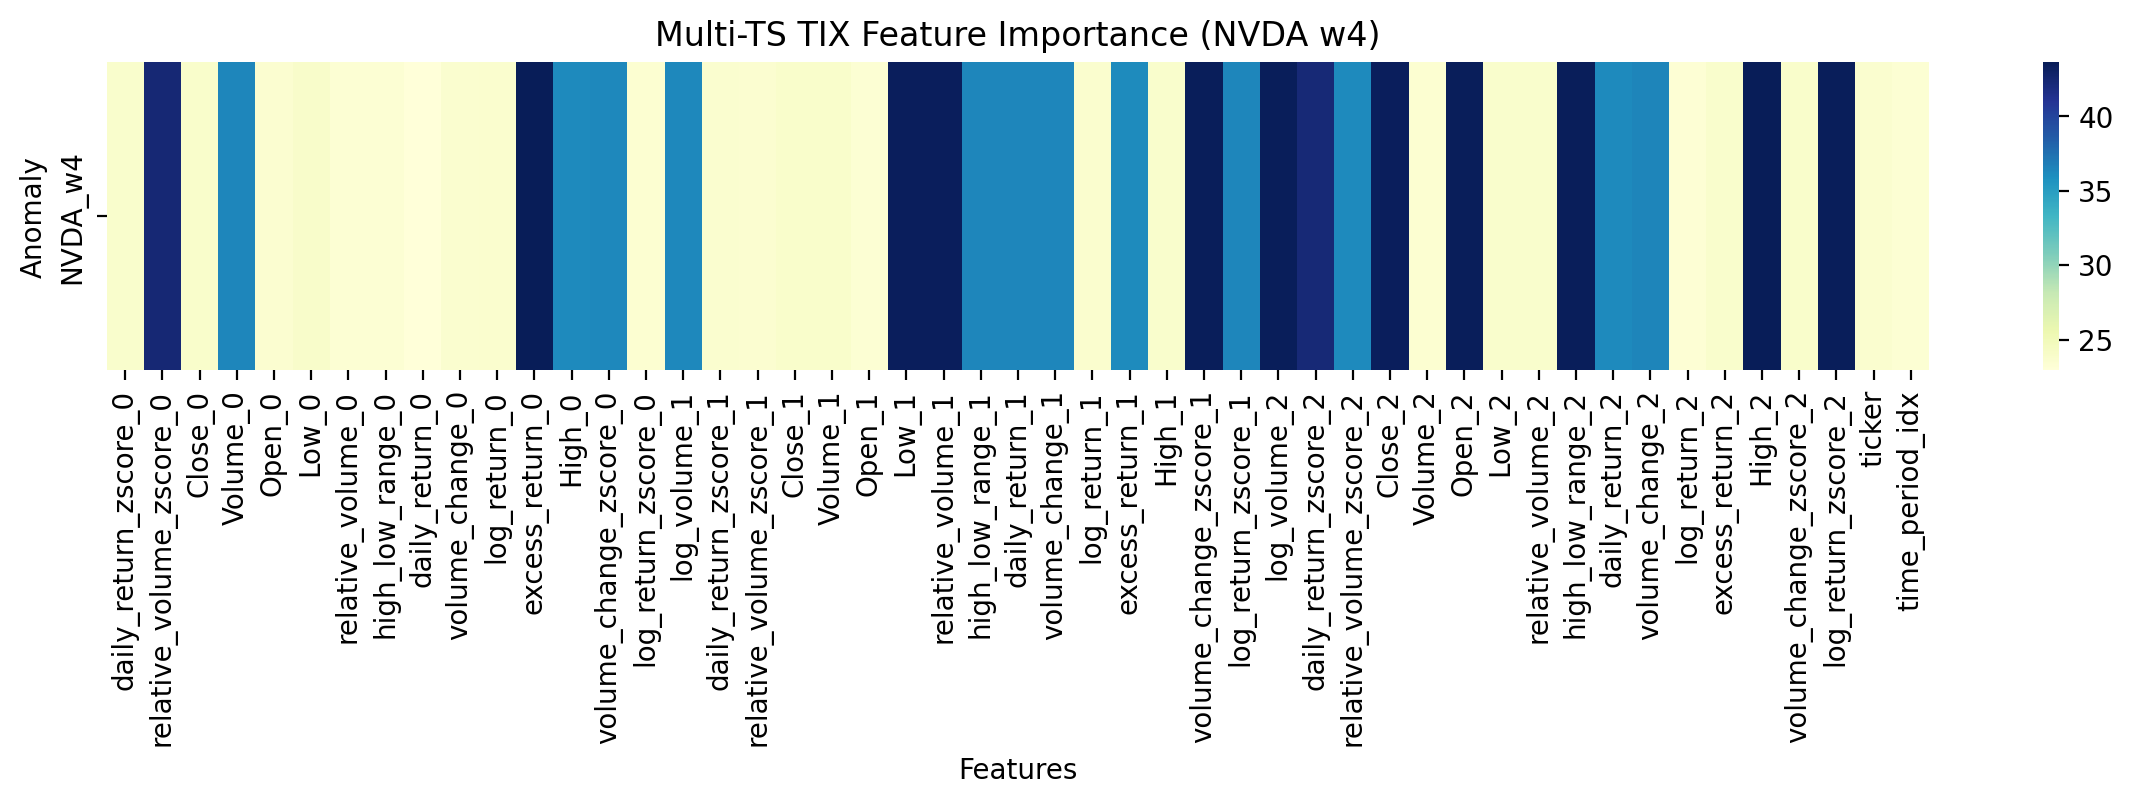 Multi-TS TIX Feature Importance (NVDA w4)
Anomaly
NVDA_w4
40
35
30
25
daily_return_zscore_0
relative_volume_zscore_0
Close_0
Volume_0
Open_0
Low_0
relative_volume_0
high_low_range_0
daily_return_0
volume_change_0
log_return_0
excess_return_0
High_0
volume_change_zscore_0
log_return_zscore_0
log_volume_1
daily_return_zscore_1
relative_volume_zscore_1
Close_1
Volume_1
Open_1
Low_1
relative_volume_1
high_low_range_1
daily_return_1
volume_change_1
log_return_1
excess_return_1
High_1
volume_change_zscore_1
log_return_zscore_1
log_volume_2
daily_return_zscore_2
relative_volume_zscore_2
Close_2
Volume_2
Open_2
Low_2
relative_volume_2
high_low_range_2
daily_return_2
volume_change_2
log_return_2
excess_return_2
High_2
volume_change_zscore_2
log_return_zscore_2
ticker
time_period_idx
Features